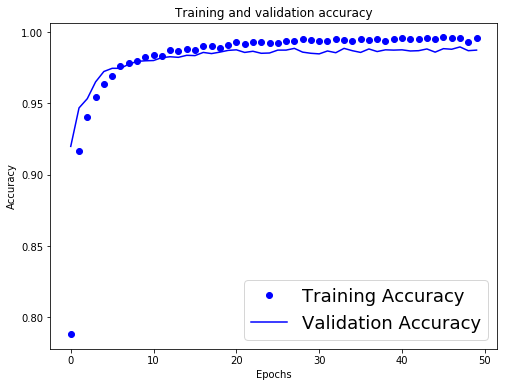 Training and validation accuracy
1.00
0.95
0.90
0.85
0.80
Accuracy
Training Accuracy
Validation Accuracy
0 10 20 30 40 50
Epochs